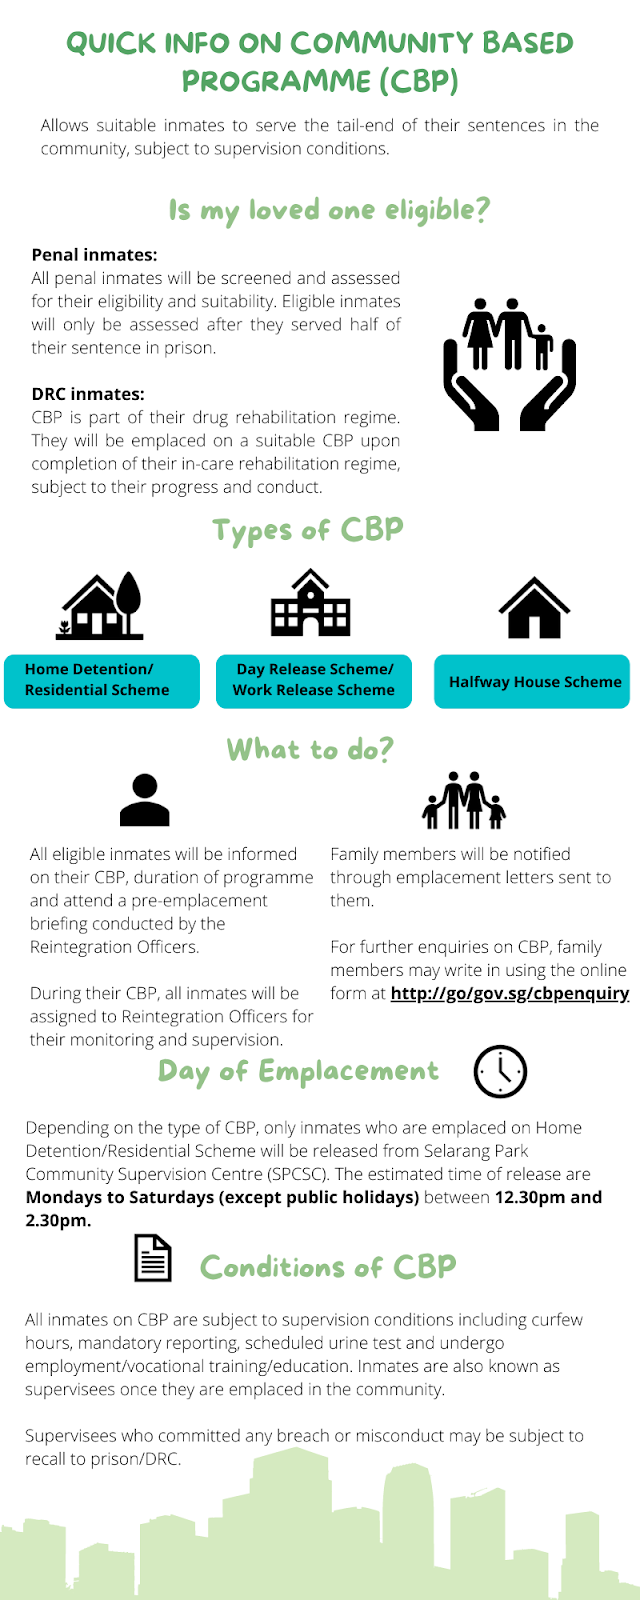 QUICK INFO ON COMMUNITY BASED
PROGRAMME (CBP)
Allows suitable inmates to serve the tail-end of their sentences in the
community, subject to supervision conditions.
Is my loved one eligible?
Penal inmates:
All penal inmates will be screened and assessed
for their eligibility and suitability. Eligible inmates
will only be assessed after they served half of
their sentence in prison.
DRC inmates:
CBP is part of their drug rehabilitation regime.
They will be emplaced on a suitable CBP upon
completion of their in-care rehabilitation regime,
subject to their progress and conduct.
Types of CBP
Home Detention/
Residential Scheme
Day Release Scheme/
Work Release Scheme
Halfway House Scheme
What to do?
All eligible inmates will be informed
on their CBP, duration of programme
and attend a pre-emplacement
briefing conducted by the
Reintegration Officers.
During their CBP, all inmates will be
assigned to Reintegration Officers for
their monitoring and supervision.
Family members will be notified
through emplacement letters sent to
them.
For further enquiries on CBP, family
members may write in using the online
form at http://go/gov.sg/cbpenquiry
Day of Emplacement
Depending on the type of CBP, only inmates who are emplaced on Home
Detention/Residential Scheme will be released from Selarang Park
Community Supervision Centre (SPCSC). The estimated time of release are
Mondays to Saturdays (except public holidays) between 12.30pm and
2.30pm.
Conditions of CBP
All inmates on CBP are subject to supervision conditions including curfew
hours, mandatory reporting, scheduled urine test and undergo
employment/vocational training/education. Inmates are also known as
supervisees once they are emplaced in the community.
Supervisees who committed any breach or misconduct may be subject to
recall to prison/DRC.